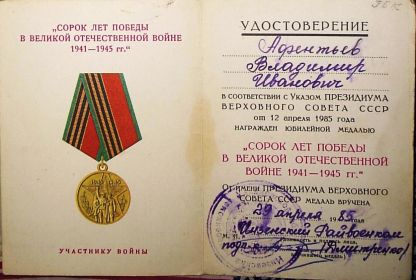 „СОРОК ЛЕТ ПОБЕДЫ
В ВЕЛИКОЙ ОТЕЧЕСТВЕННОЙ ВОЙНЕ
1941—1945 гг.“
УЧАСТНИКУ ВОЙНЫ
УДОСТОВЕРЕНИЕ
Афентьев
Владимир
Иванович
В СООТВЕТСТВИИ С УКАЗОМ ПРЕЗИДИУМА
ВЕРХОВНОГО СОВЕТА СССР
от 12 апреля 1985 года
НАГРАЖДЕН ЮБИЛЕЙНОЙ МЕДАЛЬЮ
„СОРОК ЛЕТ ПОБЕДЫ
В ВЕЛИКОЙ ОТЕЧЕСТВЕННОЙ
ВОЙНЕ 1941—1945 гг.“
От имени ПРЕЗИДИУМА ВЕРХОВНОГО
СОВЕТА СССР МЕДАЛЬ ВРУЧЕНА
29 апреля 1985 года
Инзенский Райвоенком